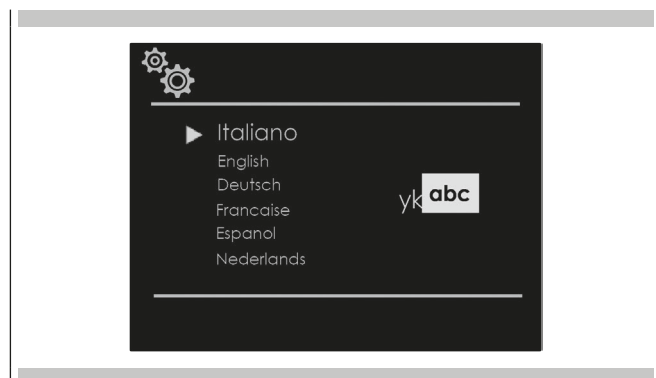 Italiano
English
Deutsch
Francaise
Espanol
Nederlands
yk abc